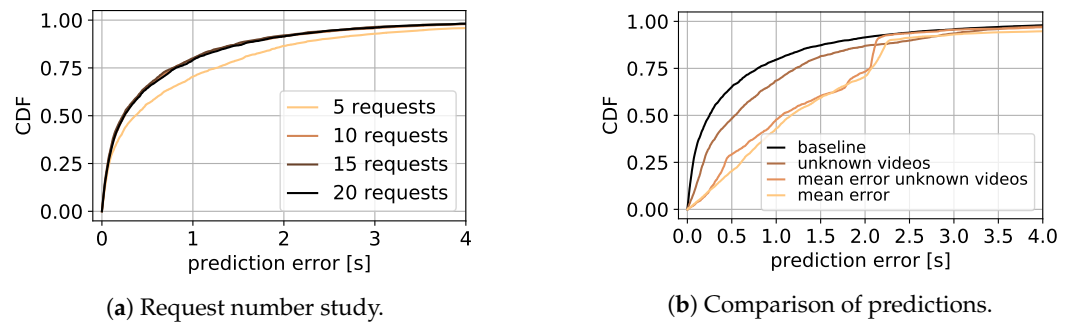 1.00
0.75
0.50
0.25
0.00
CDF
5 requests
10 requests
15 requests
20 requests
0 1 2 3 4
prediction error [s]
(a) Request number study.
1.00
0.75
0.50
0.25
0.00
CDF
baseline
unknown videos
mean error unknown videos
mean error
0.0 0.5 1.0 1.5 2.0 2.5 3.0 3.5 4.0
prediction error [s]
(b) Comparison of predictions.